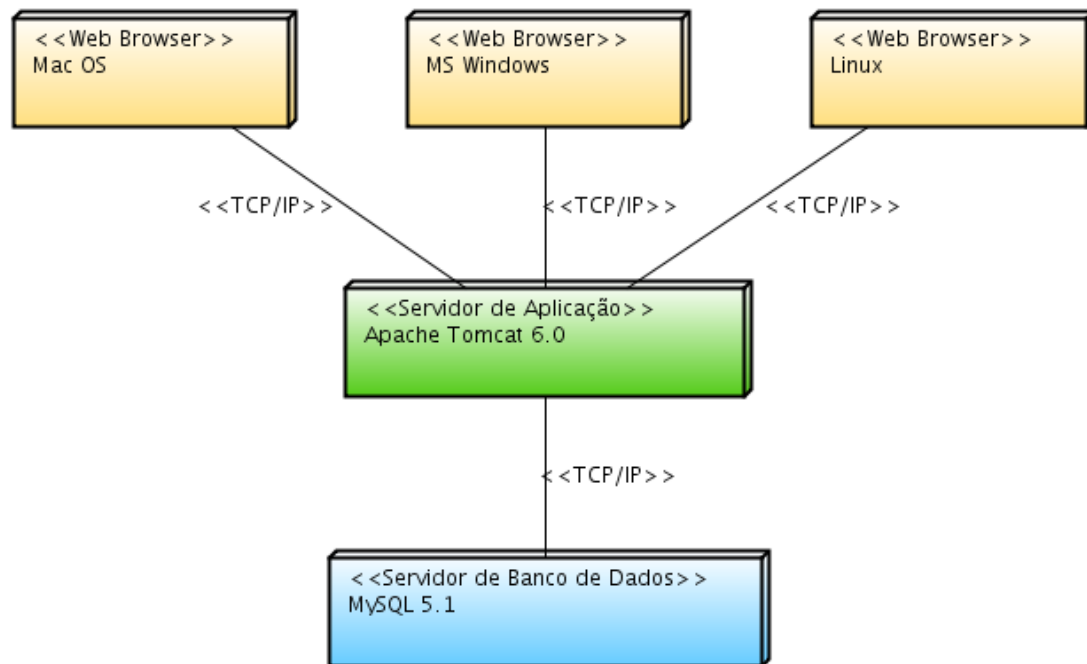 <<Web Browser>>
Mac OS
<<Web Browser>>
MS Windows
<<Web Browser>>
Linux
<<TCP/IP>>
<<TCP/IP>>
<<TCP/IP>>
<<Servidor de Aplicação>>
Apache Tomcat 6.0
<<TCP/IP>>
<<Servidor de Banco de Dados>>
MySQL 5.1